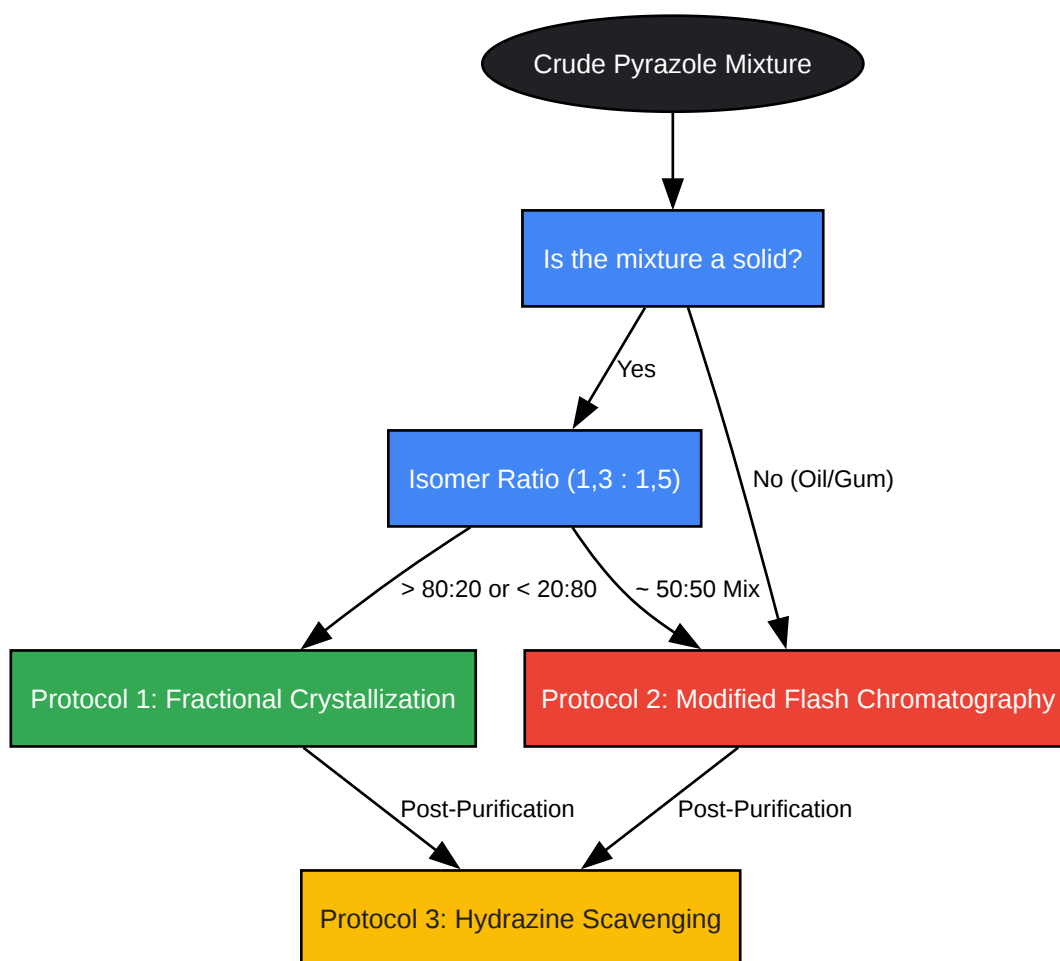 Crude Pyrazole Mixture
Is the mixture a solid?
Yes
Isomer Ratio (1,3 : 1,5)
No (Oil/Gum)
> 80:20 or < 20:80
~ 50:50 Mix
Protocol 1: Fractional Crystallization
Protocol 2: Modified Flash Chromatography
Post-Purification
Post-Purification
Protocol 3: Hydrazine Scavenging